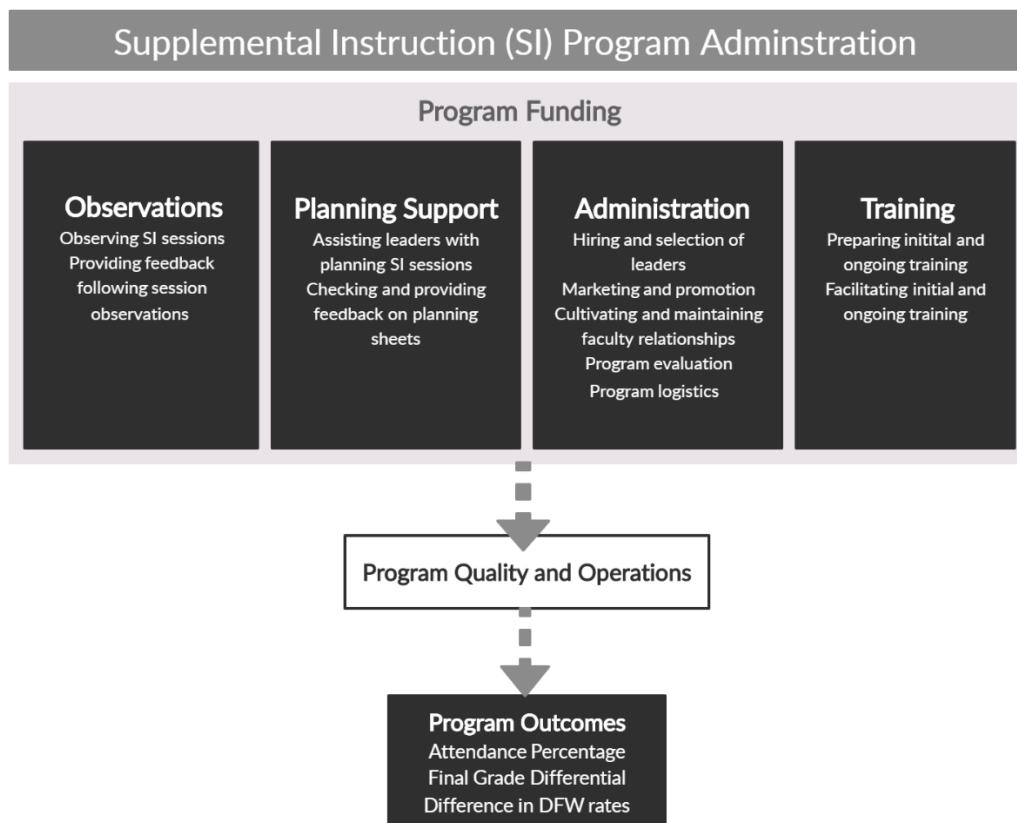 Supplemental Instruction (SI) Program Adminstration
Program Funding
Observations
Observing SI sessions
Providing feedback
following session
observations
Planning Support
Assisting leaders with
planning SI sessions
Checking and providing
feedback on planning
sheets
Administration
Hiring and selection of
leaders
Marketing and promotion
Cultivating and maintaining
faculty relationships
Program evaluation
Program logistics
Training
Preparing initital and
ongoing training
Facilitating initial and
ongoing training
Program Quality and Operations
Program Outcomes
Attendance Percentage
Final Grade Differential
Difference in DFW rates